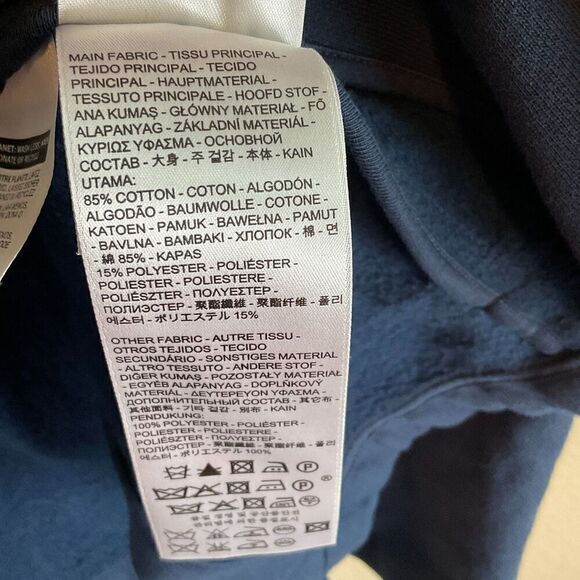 MAIN FABRIC - TISSU PRINCIPAL -
TEJIDO PRINCIPAL - TECIDO
PRINCIPAL - HAUPTMATERIAL -
TESSUTO PRINCIPALE - HOOFD STOF -
ANA KUMAŞ - GŁÓWNY MATERIAŁ - FŐ
ALAPANYAG - ZÁKLADNÍ MATERIÁL -
ΚΥΡΙΩΣ ΥΦΑΣΜΑ - ОСНОВНОЙ
СОСТАВ - 大身 - 주 겉감 - 本体 - KAIN
UTAMA:
85% COTTON - COTON - ALGODÓN -
ALGODÃO - BAUMWOLLE - COTONE -
KATOEN - PAMUK - BAWEŁNA - PAMUT
- BAVLNA - ΒΑΜΒΑΚΙ - ХЛОПОК - 棉 - 면
- 綿 85% - KAPAS
15% POLYESTER - POLIÉSTER -
POLIESTER - POLIESTERE -
POLIÉSZTER - ΠΟΛΥΕΣΤΕΡ -
ПОЛИЭСТЕР - 聚酯纖維 - 聚酯纤维 - 폴리
에스터 - ポリエステル 15%
OTHER FABRIC - AUTRE TISSU -
OTROS TEJIDOS - TECIDO
SECUNDÁRIO - SONSTIGES MATERIAL
- ALTRO TESSUTO - ANDERE STOF -
DİĞER KUMAŞ - POZOSTAŁY MATERIAŁ
- EGYÉB ALAPANYAG - DOPLŇKOVÝ
MATERIÁL - ΔΕΥΤΕΡΕΥΟΝ ΥΦΑΣΜΑ -
ДОПОЛНИТЕЛЬНЫЙ СОСТАВ - 其它布 -
其他面料 - 기타 겉감 - 別布 - KAIN
PENDUKUNG:
100% POLYESTER - POLIÉSTER -
POLIESTER - POLIESTERE -
POLIÉSZTER - ΠΟΛΥΕΣΤΕΡ -
ПОЛИЭСТЕР - 聚酯纖維 - 聚酯纤维 - 폴리
에스터 - ポリエステル 100%